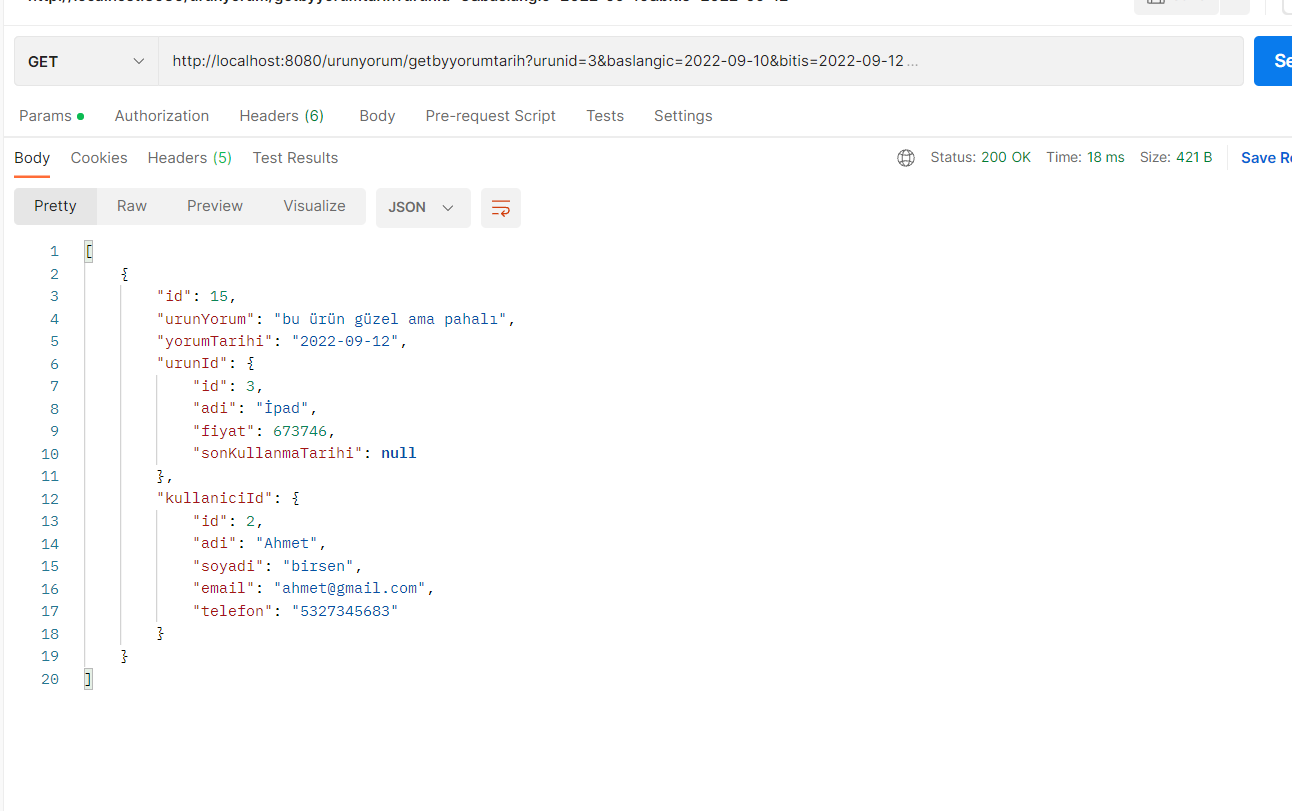 GET http://localhost:8080/urunyorum/getbyyorumtarih?urunid=3&baslangic=2022-09-10&bitis=2022-09-12 ...
Params Authorization Headers (6) Body Pre-request Script Tests Settings
Body Cookies Headers (5) Test Results Status: 200 OK Time: 18 ms Size: 421 B Save
Pretty Raw Preview Visualize JSON
1 [
2 {
3 "id": 15,
4 "urunYorum": "bu ürün güzel ama pahalı",
5 "yorumTarihi": "2022-09-12",
6 "urunId": {
7 "id": 3,
8 "adi": "İpad",
9 "fiyat": 673746,
10 "sonKullanmaTarihi": null
11 },
12 "kullaniciId": {
13 "id": 2,
14 "adi": "Ahmet",
15 "soyadi": "birsen",
16 "email": "ahmet@gmail.com",
17 "telefon": "5327345683"
18 }
19 }
20 ]